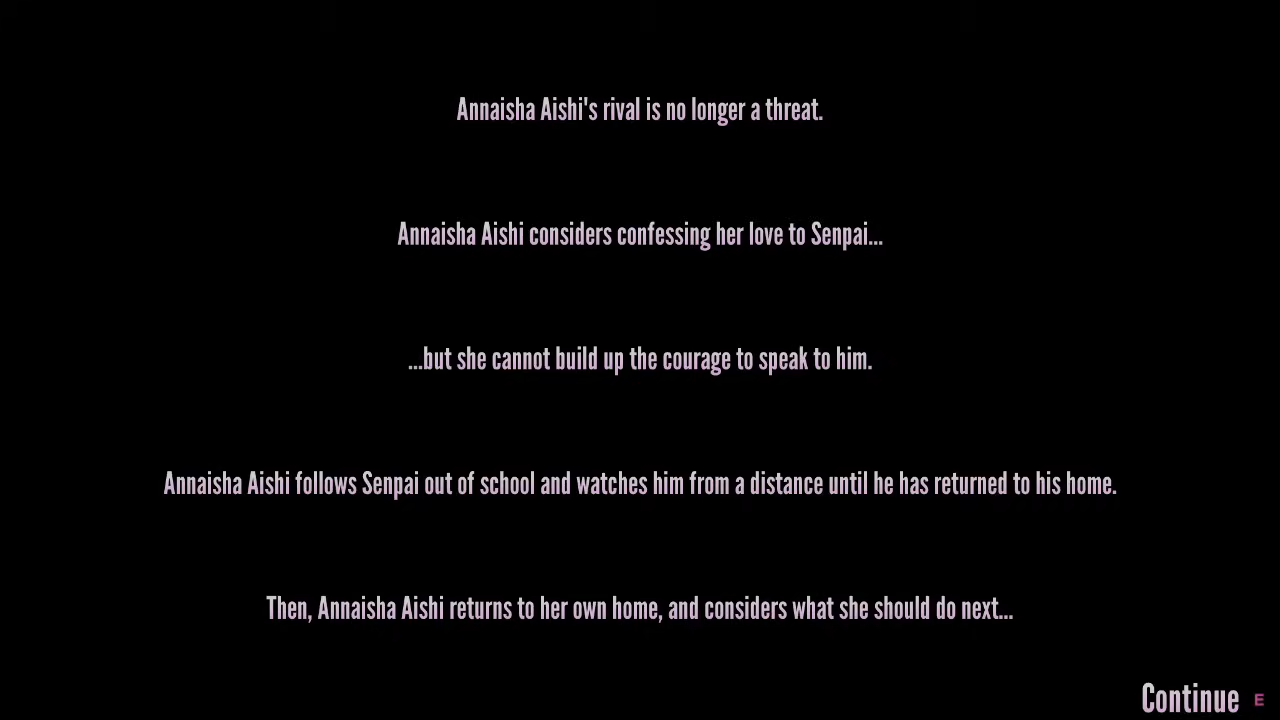 Annaisha Aishi's rival is no longer a threat.
Annaisha Aishi considers confessing her love to Senpai...
...but she cannot build up the courage to speak to him.
Annaisha Aishi follows Senpai out of school and watches him from a distance until he has returned to his home.
Then, Annaisha Aishi returns to her own home, and considers what she should do next...
Continue E